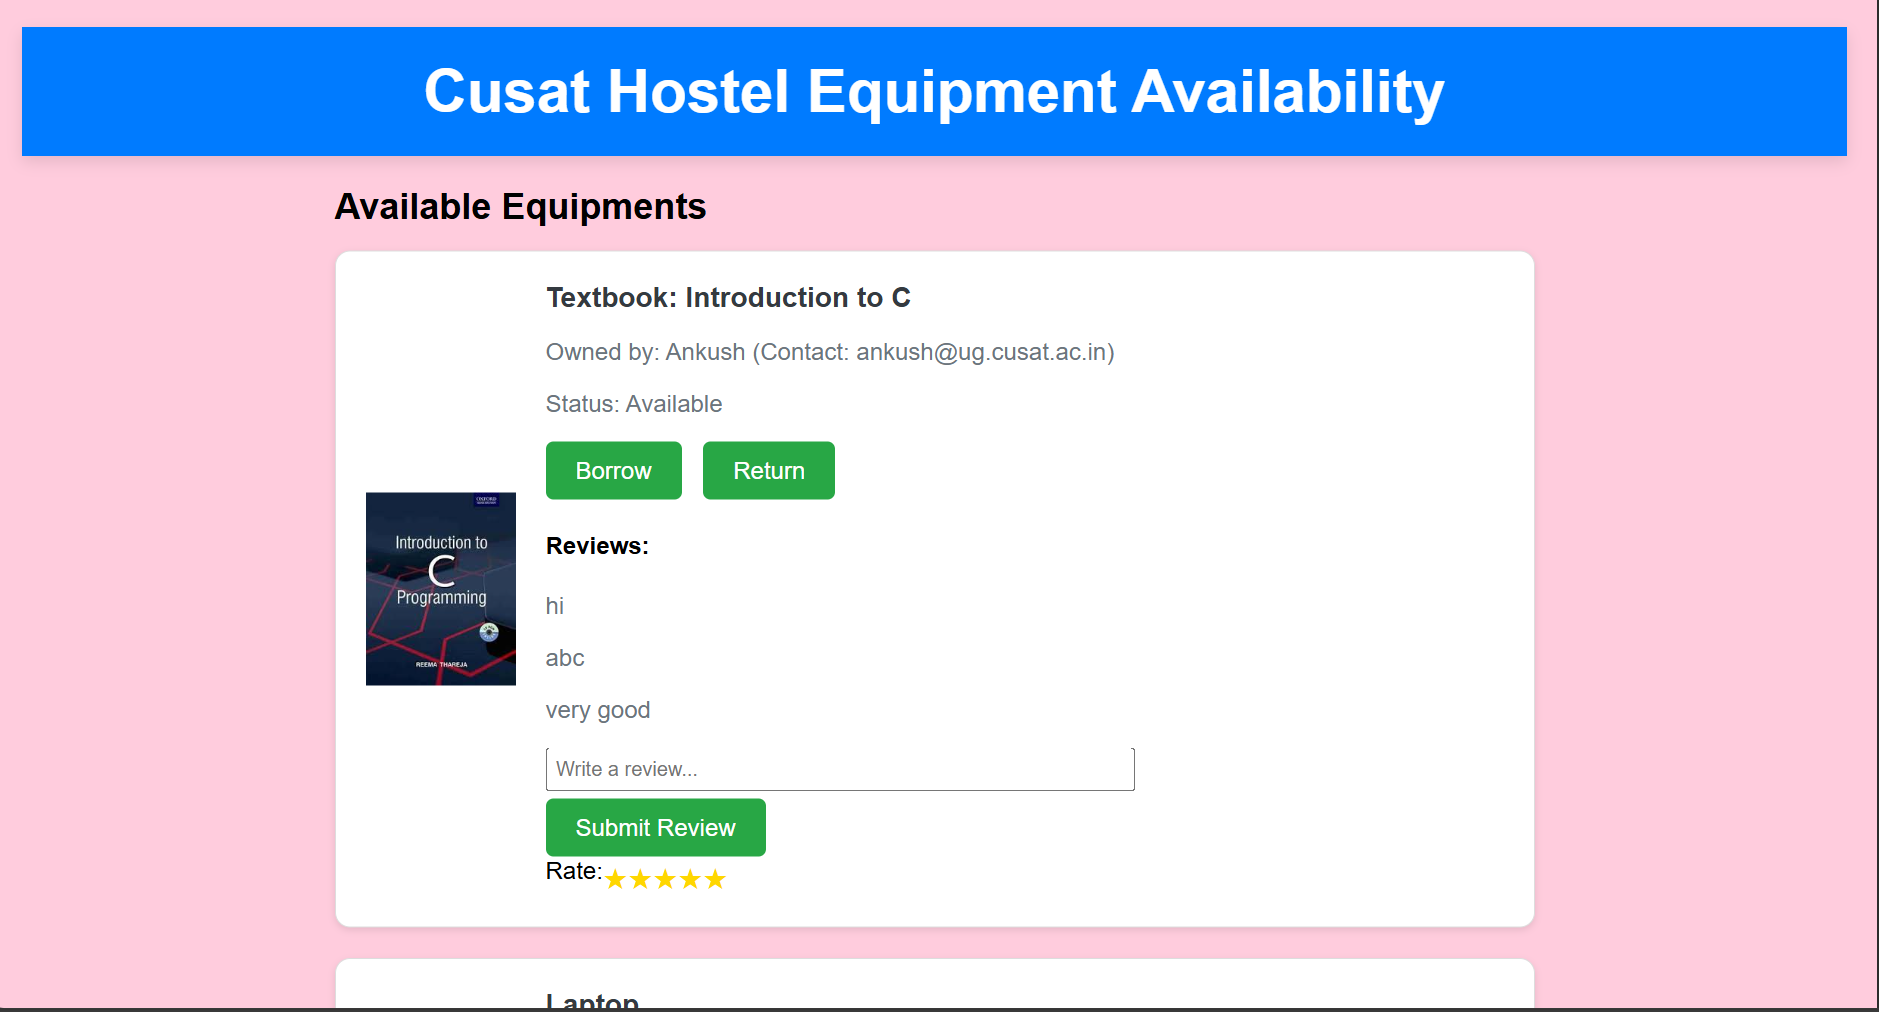 Cusat Hostel Equipment Availability
Available Equipments
Textbook: Introduction to C
Owned by: Ankush (Contact: ankush@ug.cusat.ac.in)
Status: Available
Borrow Return
OXFORD
Introduction to
C
Programming
REEMA THAREJA
Reviews:
hi
abc
very good
Write a review...
Submit Review
Rate:★★★★★
Laptop